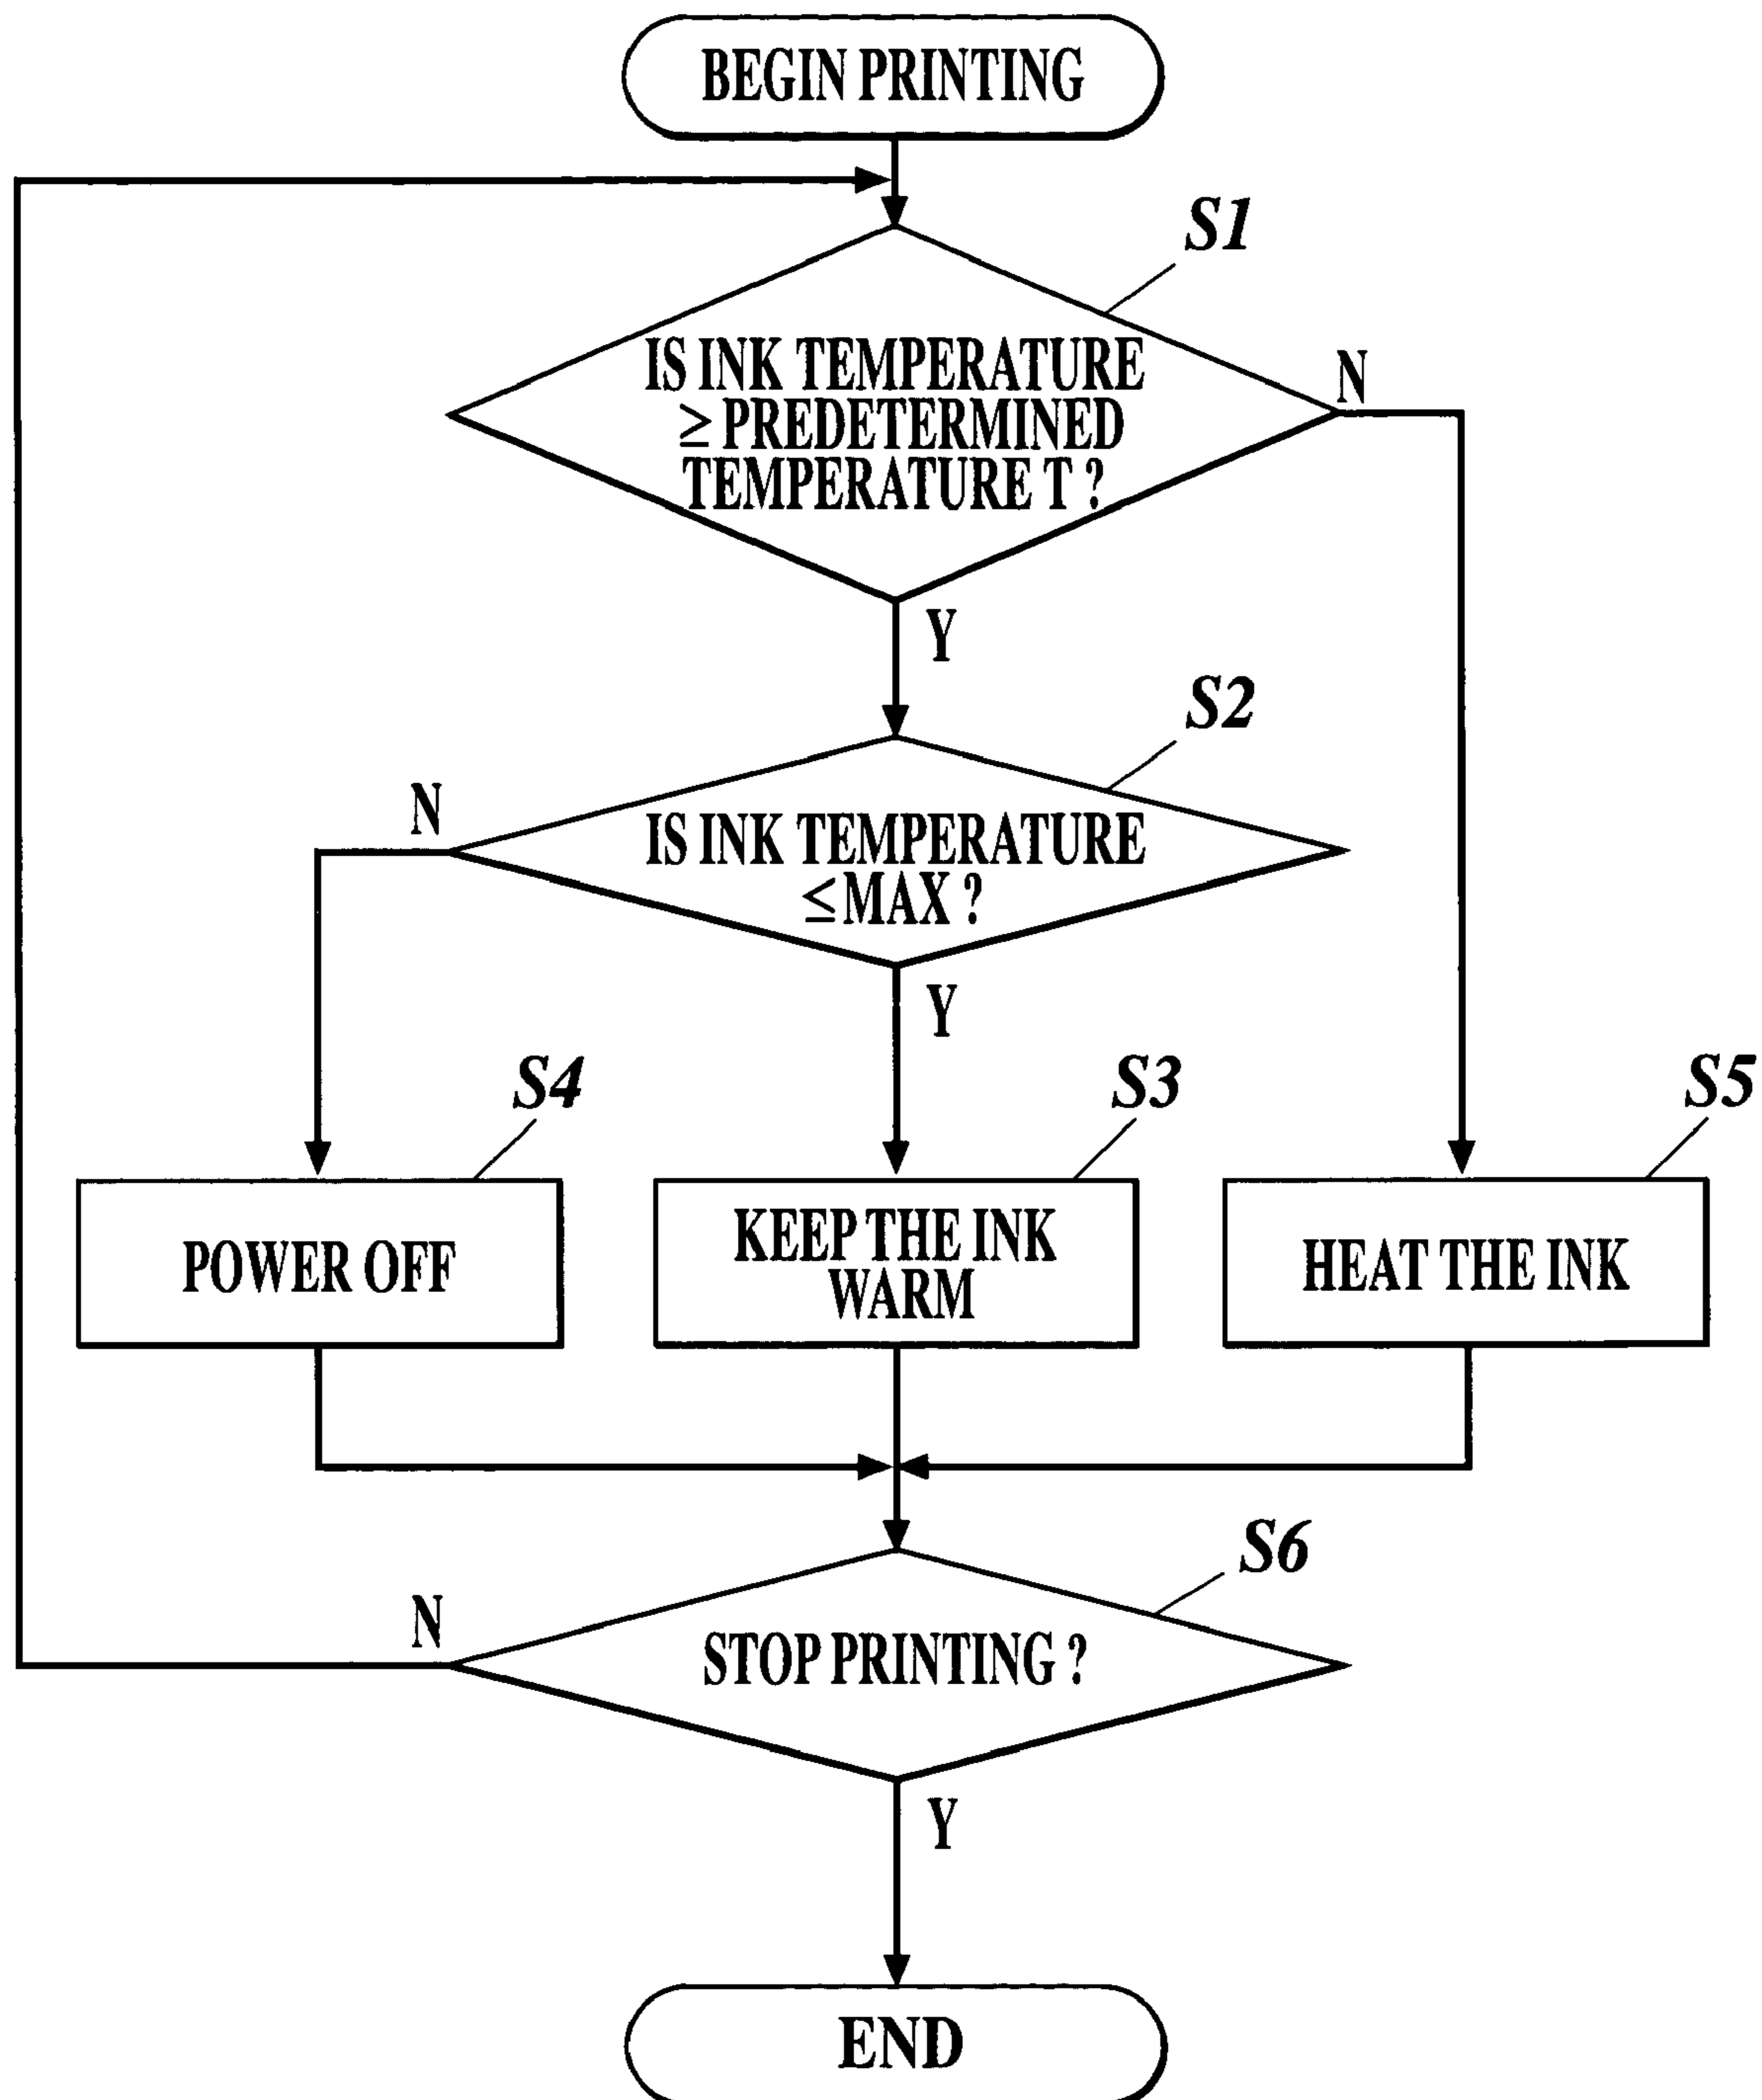 BEGIN PRINTING
S1
IS INK TEMPERATURE
≥ PREDETERMINED
TEMPERATURE T ?
N
Y
S2
N
IS INK TEMPERATURE
≤ MAX ?
Y
S4
S3
S5
POWER OFF
KEEP THE INK
WARM
HEAT THE INK
S6
N
STOP PRINTING ?
Y
END